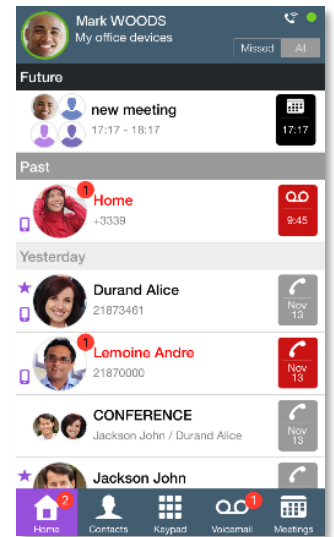 Mark WOODS
My office devices
Missed All
Future
new meeting
17:17 - 18:17
17:17
Past
1
Home
+3339
9:45
Yesterday
Durand Alice
21873461
Nov
13
1
Lemoine Andre
21870000
Nov
13
CONFERENCE
Jackson John / Durand Alice
Nov
13
Jackson John
2
1
Home Contacts Keypad Voicemail Meetings